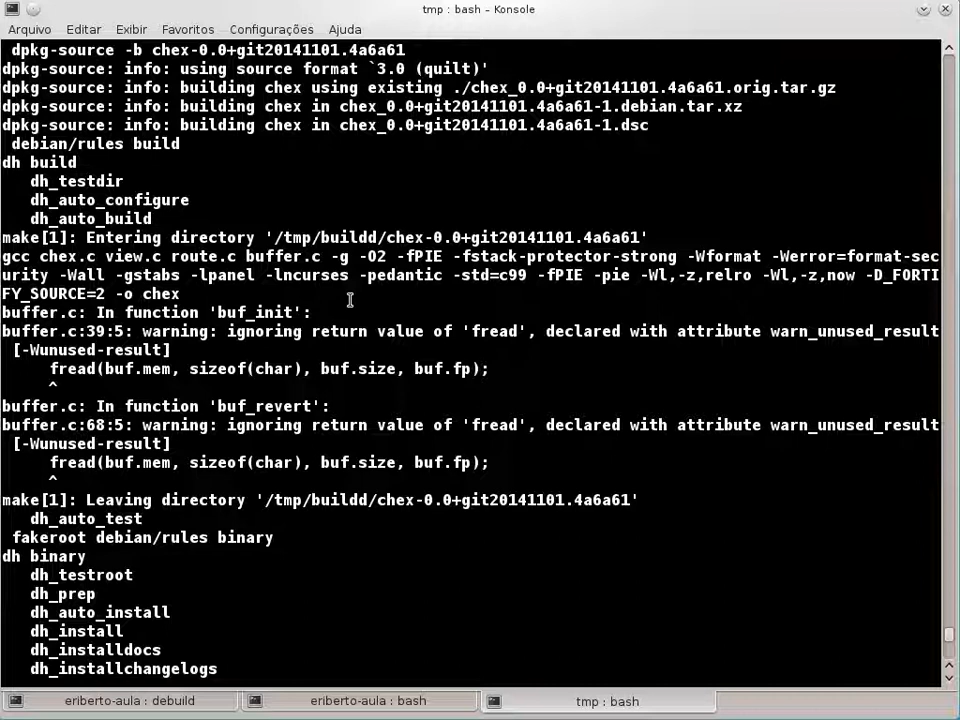 tmp : bash – Konsole
Arquivo Editar Exibir Favoritos Configurações Ajuda
dpkg-source -b chex-0.0+git20141101.4a6a61
dpkg-source: info: using source format `3.0 (quilt)'
dpkg-source: info: building chex using existing ./chex_0.0+git20141101.4a6a61.orig.tar.gz
dpkg-source: info: building chex in chex_0.0+git20141101.4a6a61-1.debian.tar.xz
dpkg-source: info: building chex in chex_0.0+git20141101.4a6a61-1.dsc
debian/rules build
dh build
dh_testdir
dh_auto_configure
dh_auto_build
make[1]: Entering directory '/tmp/buildd/chex-0.0+git20141101.4a6a61'
gcc chex.c view.c route.c buffer.c -g -O2 -fPIE -fstack-protector-strong -Wformat -Werror=format-sec
urity -Wall -gstabs -lpanel -lncurses -pedantic -std=c99 -fPIE -pie -Wl,-z,relro -Wl,-z,now -D_FORTI
FY_SOURCE=2 -o chex
buffer.c: In function 'buf_init':
buffer.c:39:5: warning: ignoring return value of 'fread', declared with attribute warn_unused_result
[-Wunused-result]
fread(buf.mem, sizeof(char), buf.size, buf.fp);
^
buffer.c: In function 'buf_revert':
buffer.c:68:5: warning: ignoring return value of 'fread', declared with attribute warn_unused_result
[-Wunused-result]
fread(buf.mem, sizeof(char), buf.size, buf.fp);
^
make[1]: Leaving directory '/tmp/buildd/chex-0.0+git20141101.4a6a61'
dh_auto_test
fakeroot debian/rules binary
dh binary
dh_testroot
dh_prep
dh_auto_install
dh_install
dh_installdocs
dh_installchangelogs
eriberto-aula : debuild eriberto-aula : bash tmp : bash